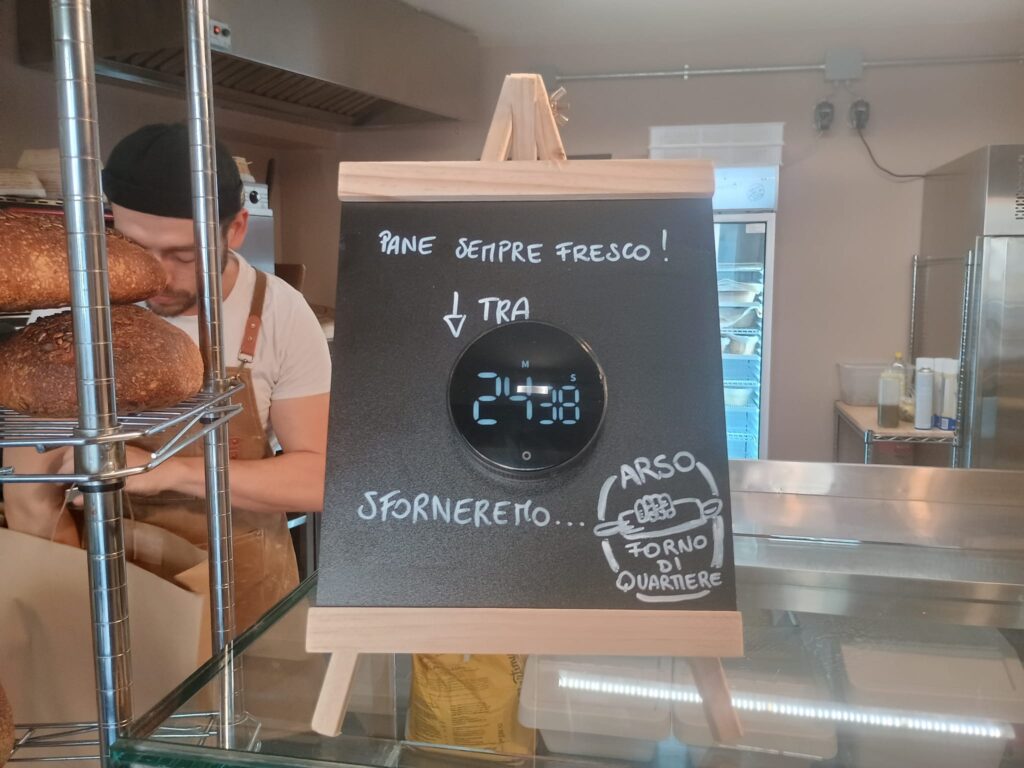 PANE SEMPRE FRESCO!
↓ TRA
M S
24 38
SFORNEREMO...
ARSO
FORNO
DI
QUARTIERE